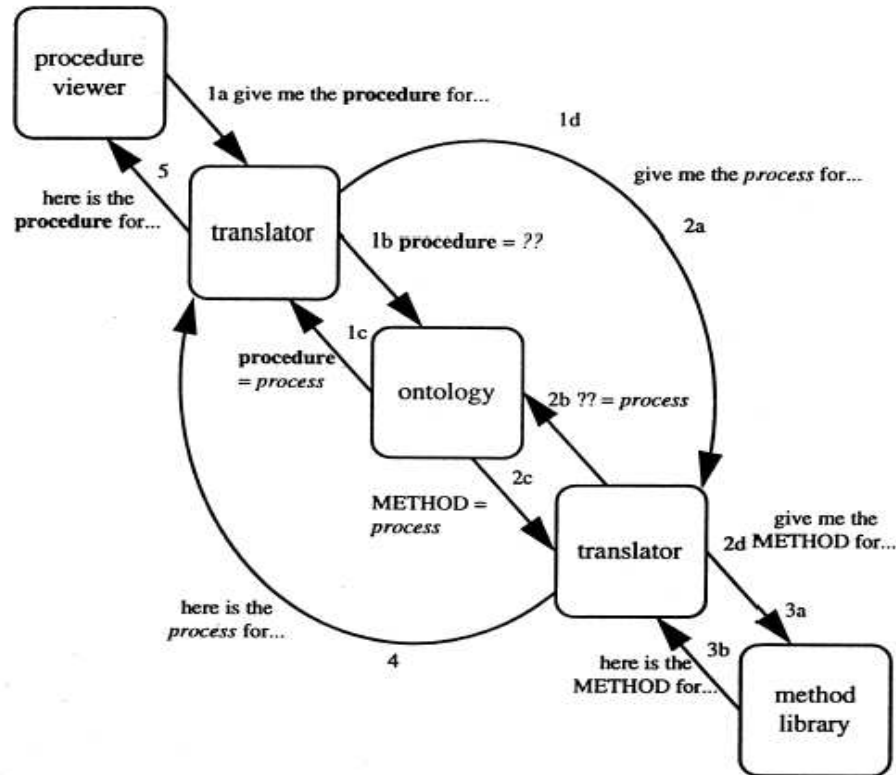 procedure
viewer
1a give me the procedure for...
1d
5
here is the
procedure for...
give me the process for...
translator
2a
1b procedure = ??
1c
procedure
= process
ontology
2b ?? = process
2c
METHOD =
process
give me the
METHOD for...
translator
2d
here is the
process for...
3a
4
3b
here is the
METHOD for...
method
library